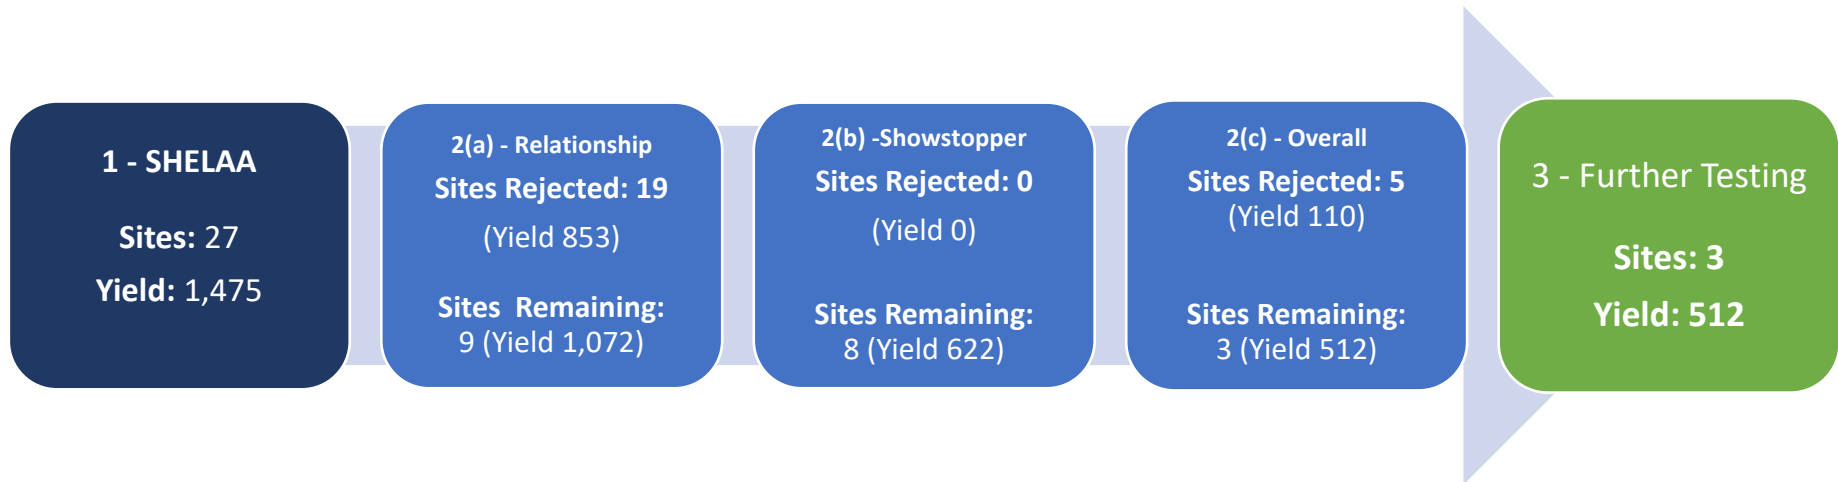 1 - SHELAA
Sites: 27
Yield: 1,475
2(a) - Relationship
Sites Rejected: 19
(Yield 853)
Sites  Remaining:
9 (Yield 1,072)
2(b) -Showstopper
Sites Rejected: 0
(Yield 0)
Sites Remaining:
8 (Yield 622)
2(c) - Overall
Sites Rejected: 5
(Yield 110)
Sites Remaining:
3 (Yield 512)
3 - Further Testing
Sites: 3
Yield: 512